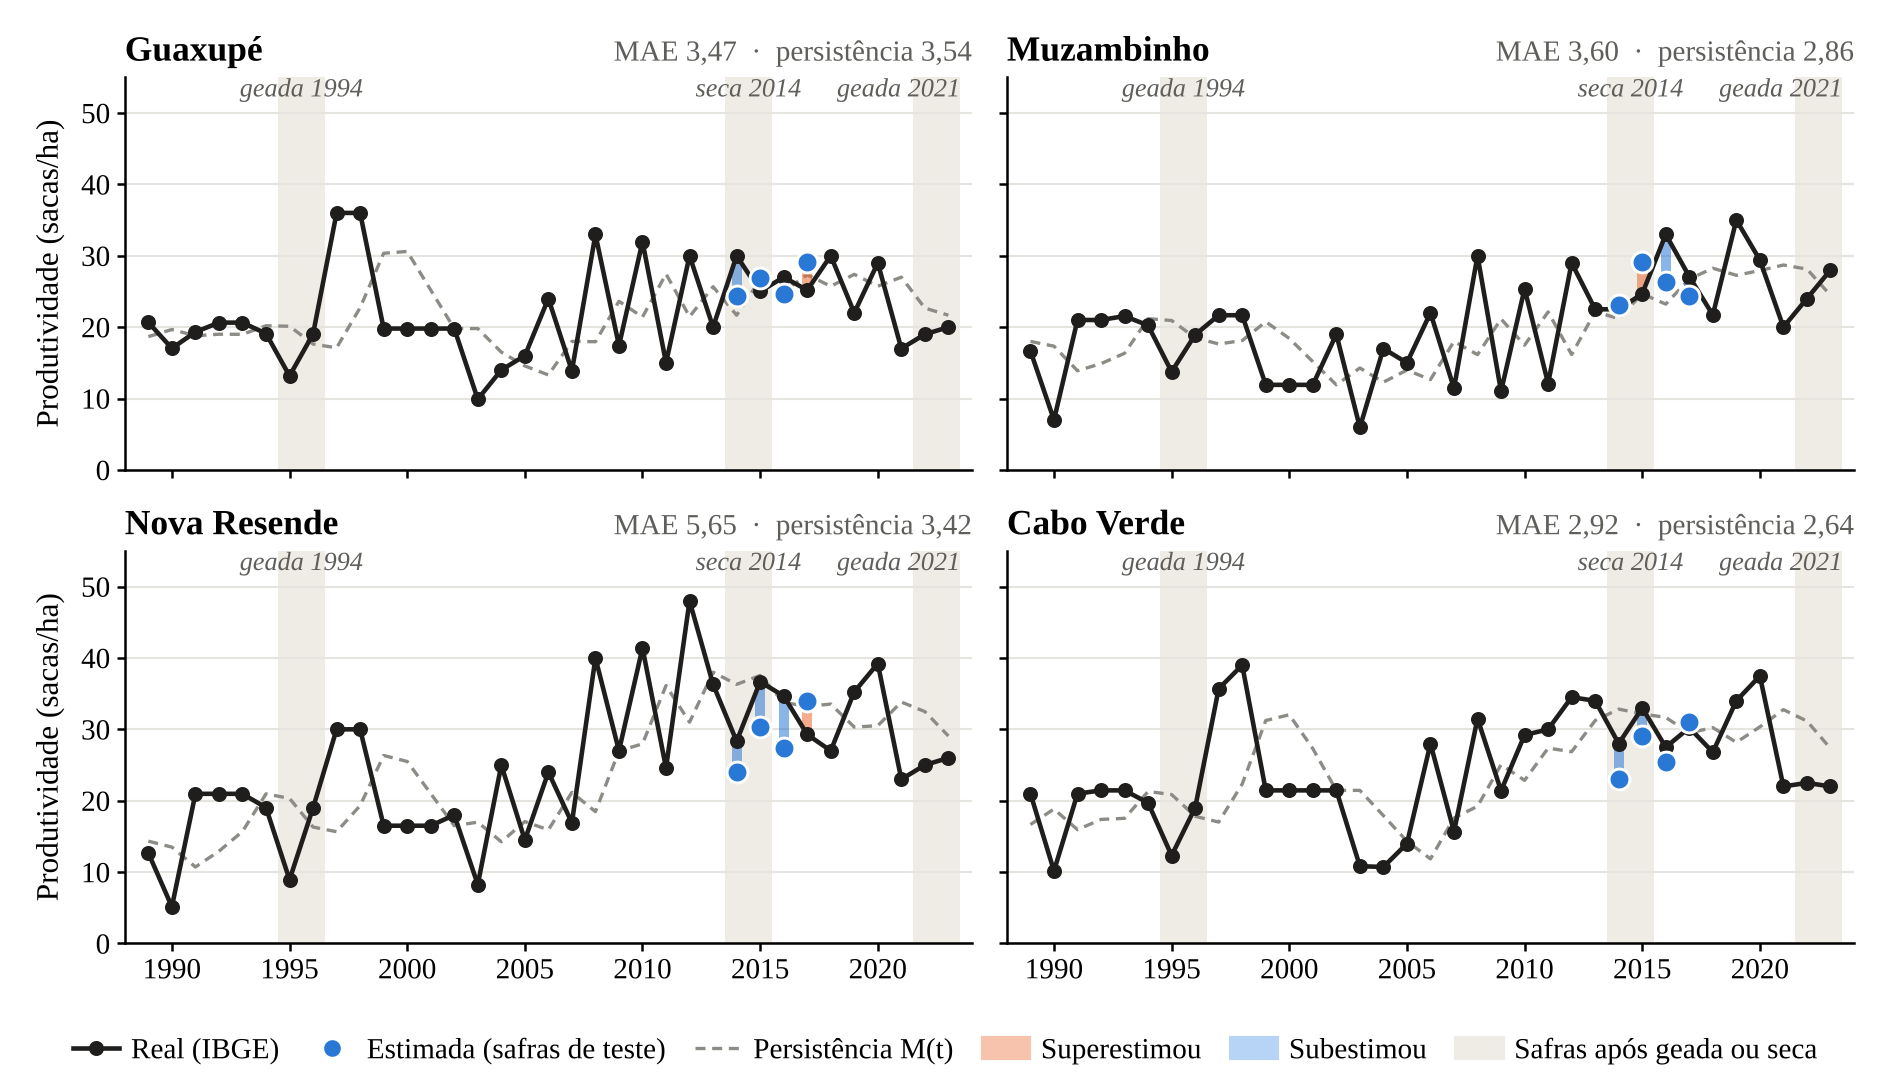 Guaxupé MAE 3,47 · persistência 3,54
Muzambinho MAE 3,60 · persistência 2,86
geada 1994 seca 2014 geada 2021
geada 1994 seca 2014 geada 2021
Produtividade (sacas/ha)
50
40
30
20
10
0
Nova Resende MAE 5,65 · persistência 3,42
Cabo Verde MAE 2,92 · persistência 2,64
geada 1994 seca 2014 geada 2021
geada 1994 seca 2014 geada 2021
Produtividade (sacas/ha)
50
40
30
20
10
0
1990 1995 2000 2005 2010 2015 2020
1990 1995 2000 2005 2010 2015 2020
Real (IBGE) Estimada (safras de teste) Persistência M(t) Superestimou Subestimou Safras após geada ou seca